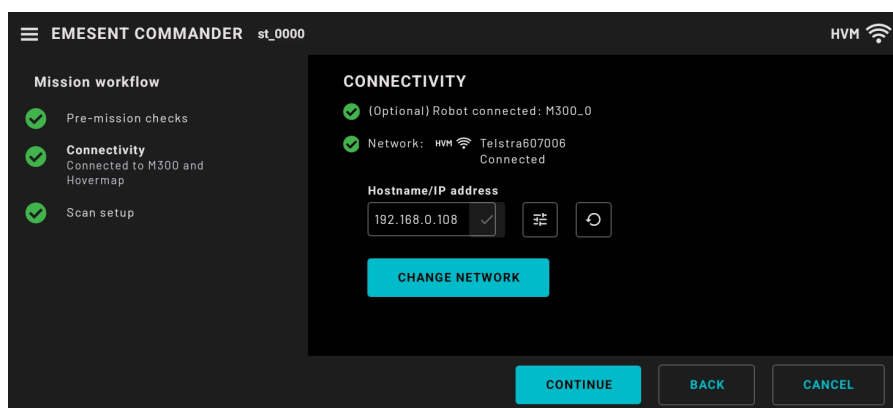 EMESENT COMMANDER st_0000
HVM
Mission workflow
Pre-mission checks
Connectivity
Connected to M300 and
Hovermap
Scan setup
CONNECTIVITY
(Optional) Robot connected: M300_0
Network: HVM Telstra607006
Connected
Hostname/IP address
192.168.0.108
CHANGE NETWORK
CONTINUE
BACK
CANCEL